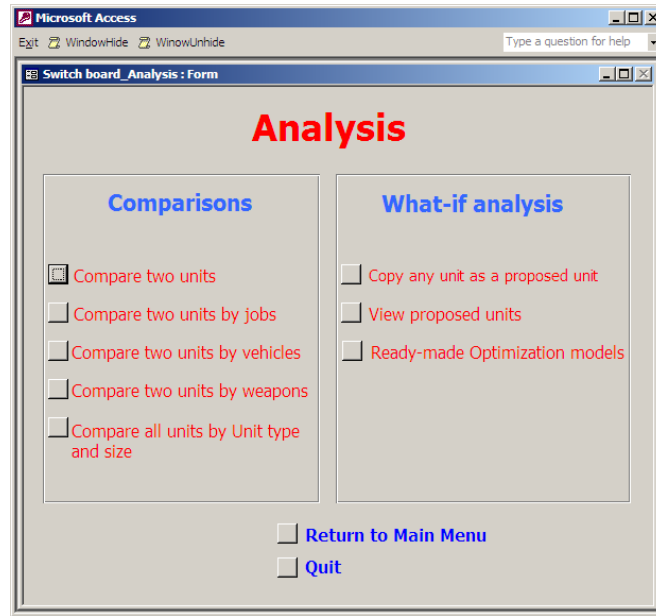 Microsoft Access
Exit WindowHide WinowUnhide Type a question for help
Switch board_Analysis : Form
Analysis
Comparisons
Compare two units
Compare two units by jobs
Compare two units by vehicles
Compare two units by weapons
Compare all units by Unit type
and size
What-if analysis
Copy any unit as a proposed unit
View proposed units
Ready-made Optimization models
Return to Main Menu
Quit